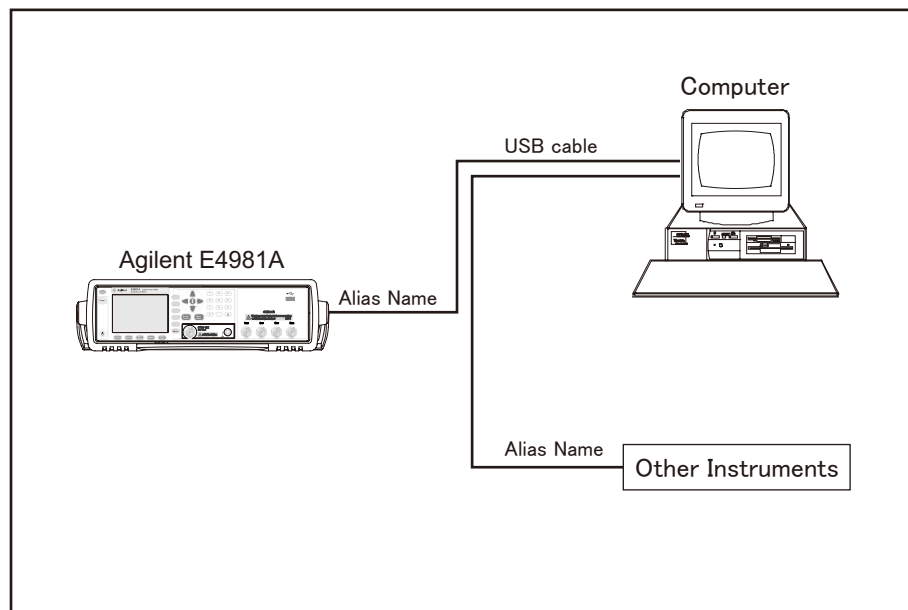 Computer
USB cable
Agilent E4981A
Alias Name
Alias Name
Other Instruments